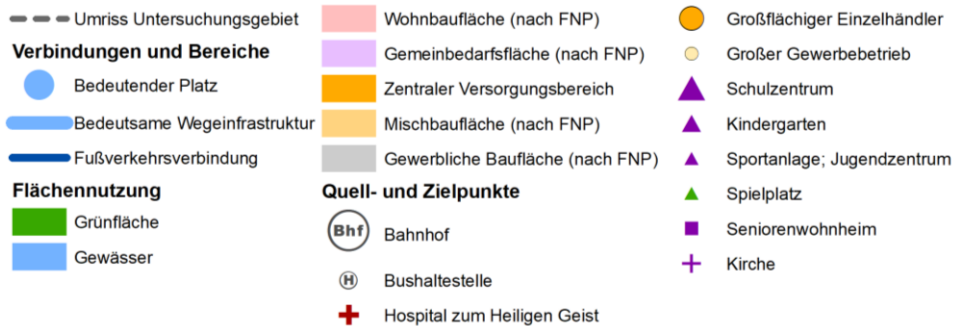 Umriss Untersuchungsgebiet
Verbindungen und Bereiche
Bedeutender Platz
Bedeutsame Wegeinfrastruktur
Fußverkehrsverbindung
Flächennutzung
Grünfläche
Gewässer
Wohnbaufläche (nach FNP)
Gemeinbedarfsfläche (nach FNP)
Zentraler Versorgungsbereich
Mischbaufläche (nach FNP)
Gewerbliche Baufläche (nach FNP)
Quell- und Zielpunkte
Bhf Bahnhof
H Bushaltestelle
Hospital zum Heiligen Geist
Großflächiger Einzelhändler
Großer Gewerbebetrieb
Schulzentrum
Kindergarten
Sportanlage; Jugendzentrum
Spielplatz
Seniorenwohnheim
Kirche